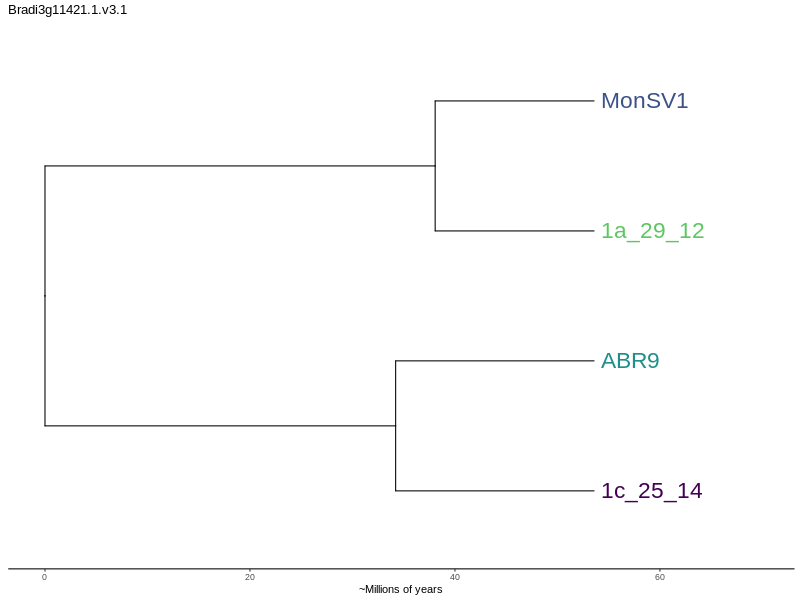 Bradi3g11421.1.v3.1
MonSV1
1a_29_12
ABR9
1c_25_14
0 20 40 60
~Millions of years